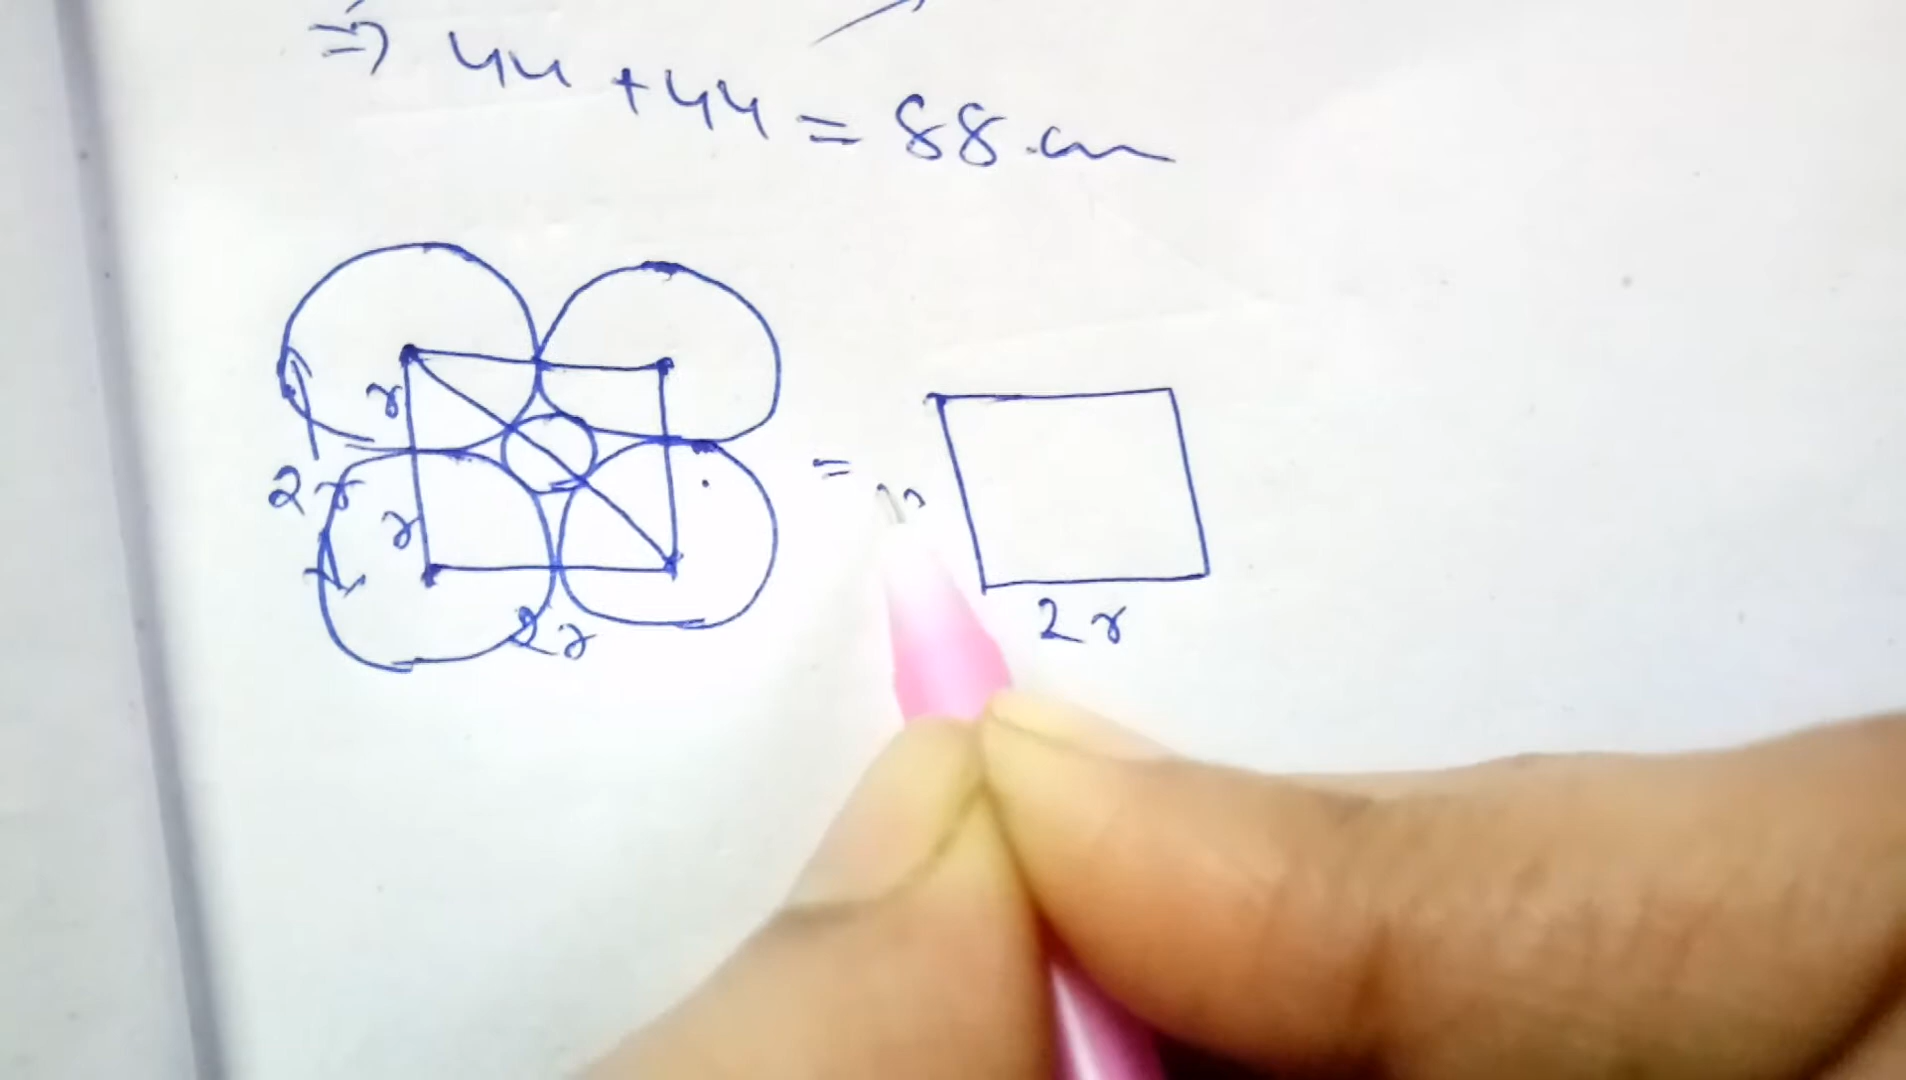 ⇒ 44 + 44 = 88 cm
r
2r
r
2r
=
2r